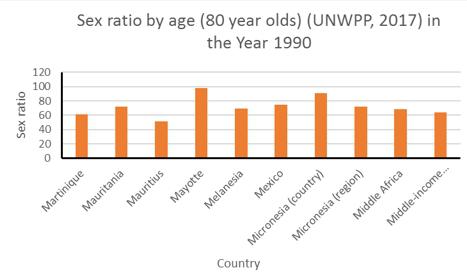 Sex ratio by age (80 year olds) (UNWPP, 2017) in
the Year 1990
Sex ratio
120
100
80
60
40
20
0
Martinique
Mauritania
Mauritius
Mayotte
Melanesia
Mexico
Micronesia (country)
Micronesia (region)
Middle Africa
Middle-income...
Country